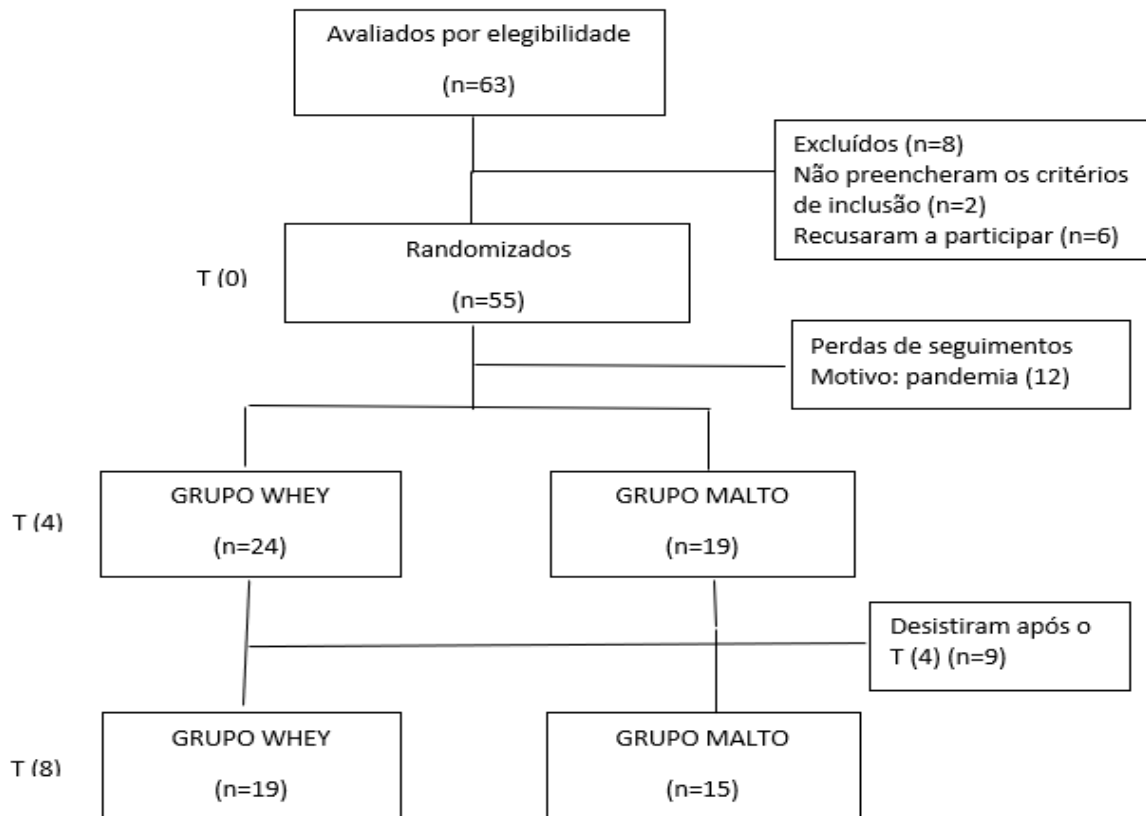 Avaliados por elegibilidade
(n=63)
Excluídos (n=8)
Não preencheram os critérios
de inclusão (n=2)
Recusaram a participar (n=6)
T (0)
Randomizados
(n=55)
Perdas de seguimentos
Motivo: pandemia (12)
T (4)
GRUPO WHEY
(n=24)
GRUPO MALTO
(n=19)
Desistiram após o
T (4) (n=9)
T (8)
GRUPO WHEY
(n=19)
GRUPO MALTO
(n=15)